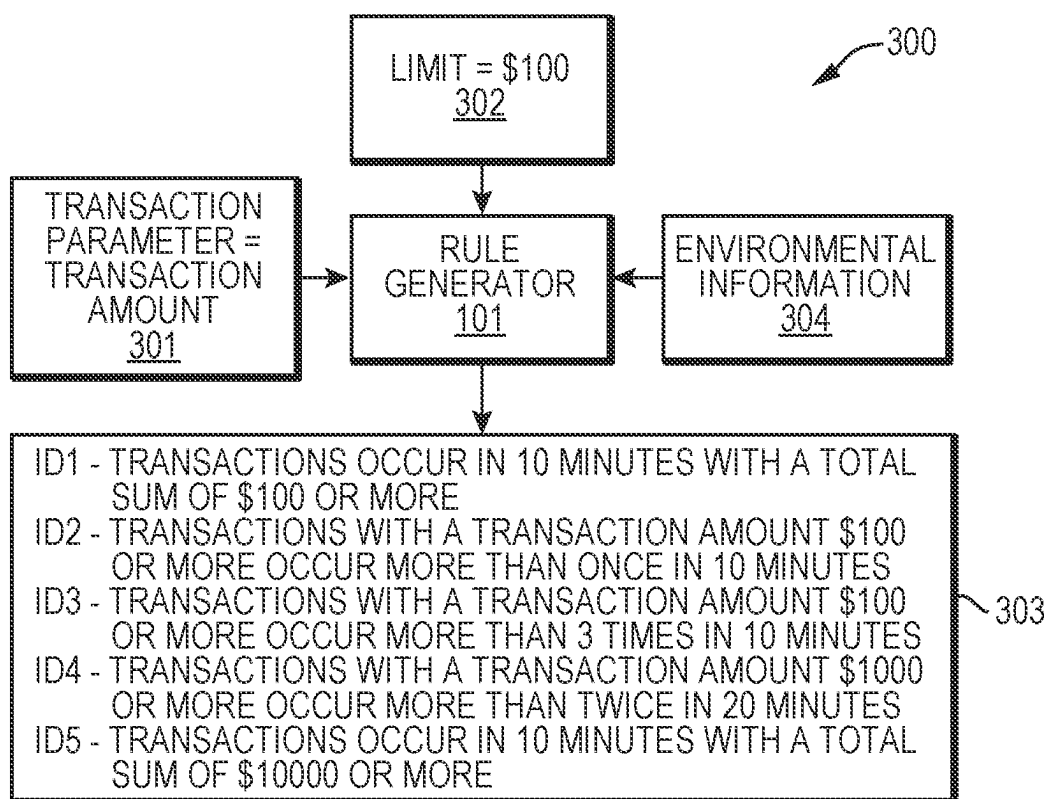 LIMIT = $100
302
300
TRANSACTION
PARAMETER =
TRANSACTION
AMOUNT
301
RULE
GENERATOR
101
ENVIRONMENTAL
INFORMATION
304
ID1 - TRANSACTIONS OCCUR IN 10 MINUTES WITH A TOTAL
SUM OF $100 OR MORE
ID2 - TRANSACTIONS WITH A TRANSACTION AMOUNT $100
OR MORE OCCUR MORE THAN ONCE IN 10 MINUTES
ID3 - TRANSACTIONS WITH A TRANSACTION AMOUNT $100
OR MORE OCCUR MORE THAN 3 TIMES IN 10 MINUTES
ID4 - TRANSACTIONS WITH A TRANSACTION AMOUNT $1000
OR MORE OCCUR MORE THAN TWICE IN 20 MINUTES
ID5 - TRANSACTIONS OCCUR IN 10 MINUTES WITH A TOTAL
SUM OF $10000 OR MORE
303